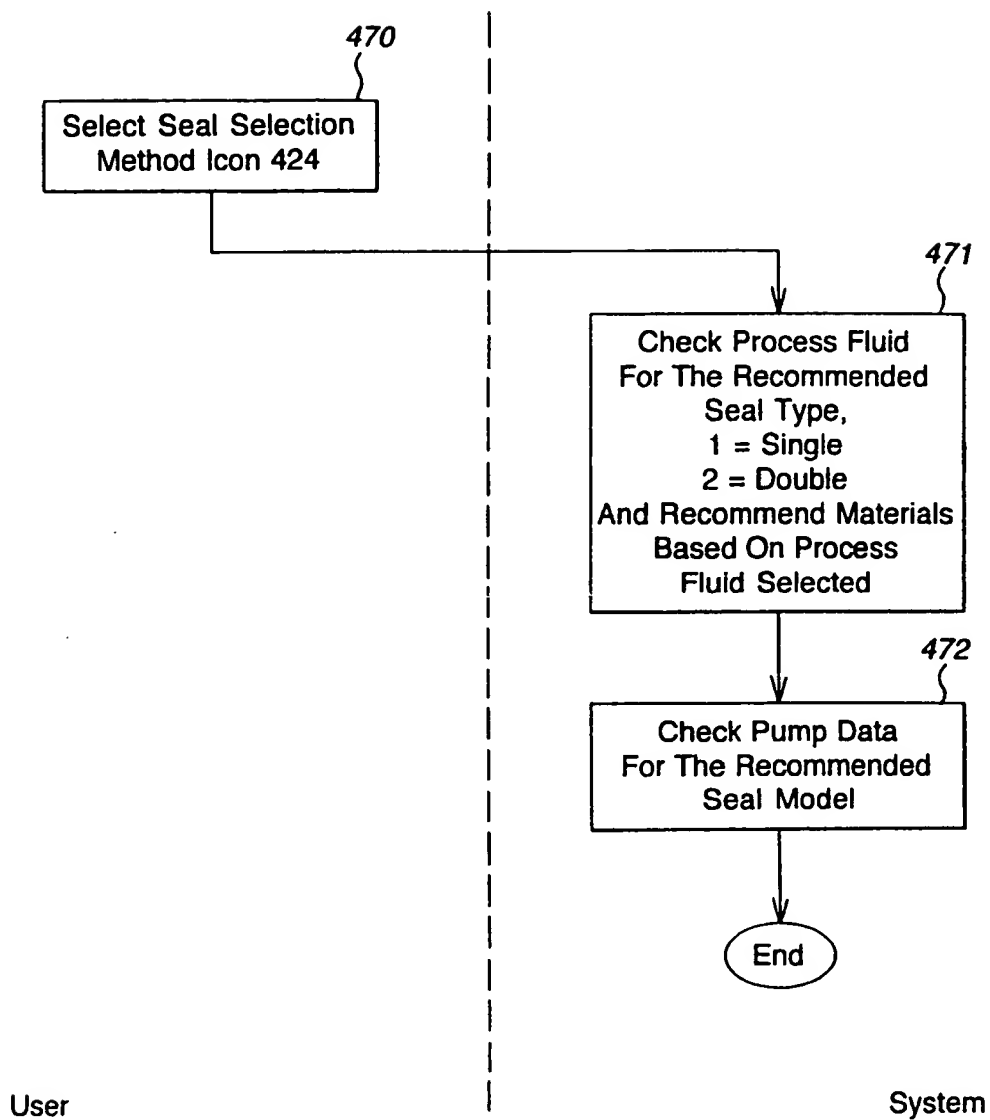 470
Select Seal Selection
Method Icon 424
471
Check Process Fluid
For The Recommended
Seal Type,
1 = Single
2 = Double
And Recommend Materials
Based On Process
Fluid Selected
472
Check Pump Data
For The Recommended
Seal Model
End
User
System